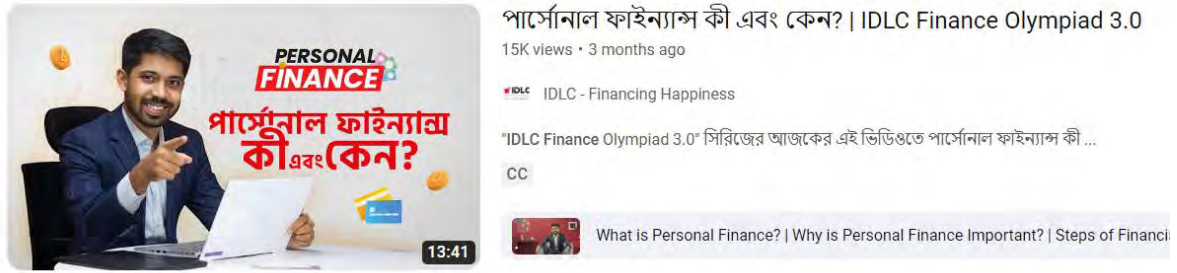 PERSONAL
FINANCE
পার্সোনাল ফাইন্যান্স
কী এবং কেন?
13:41
পার্সোনাল ফাইন্যান্স কী এবং কেন? | IDLC Finance Olympiad 3.0
15K views • 3 months ago
IDLC
IDLC - Financing Happiness
"IDLC Finance Olympiad 3.0" সিরিজের আজকের এই ভিডিওতে পার্সোনাল ফাইন্যান্স কী ...
CC
What is Personal Finance? | Why is Personal Finance Important? | Steps of Financi